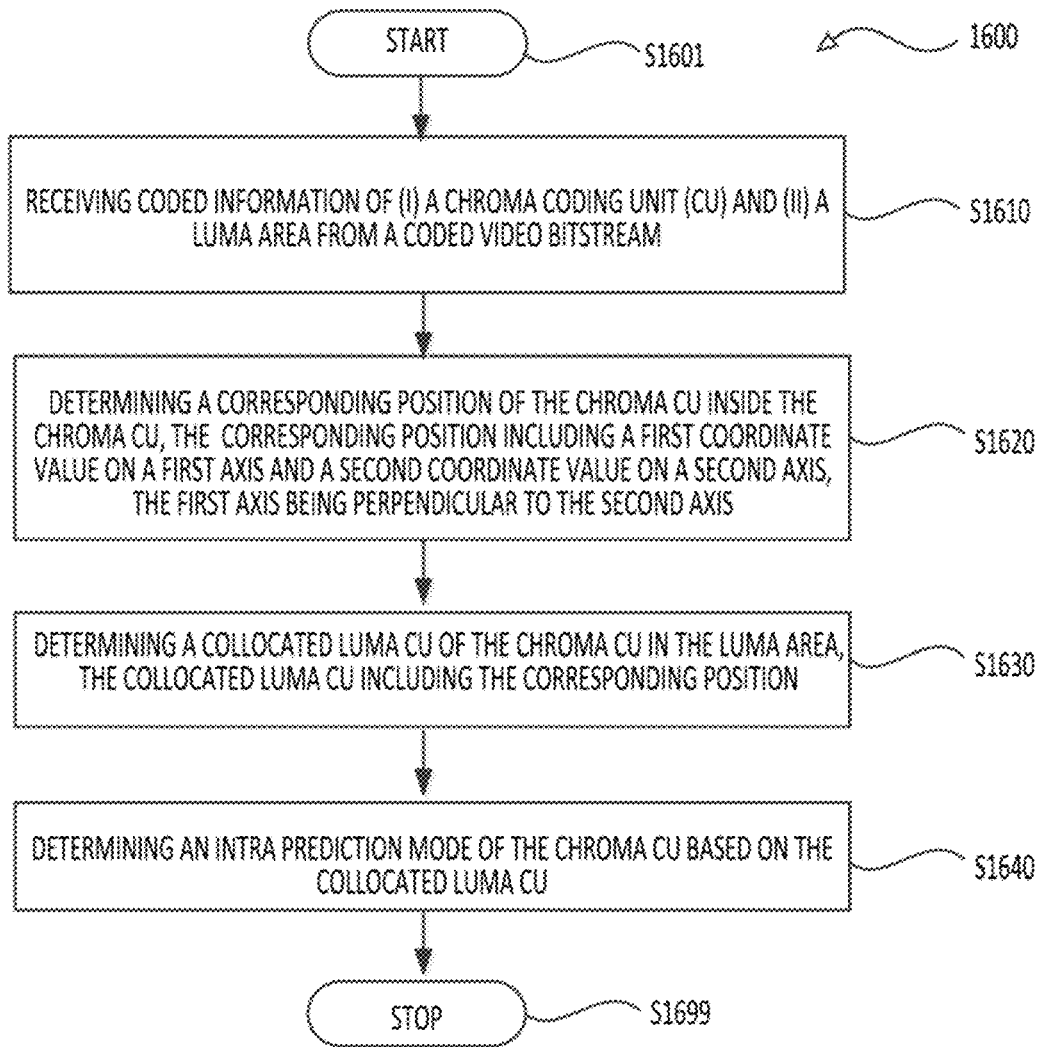 START
S1601
1600
RECEIVING CODED INFORMATION OF (I) A CHROMA CODING UNIT (CU) AND (II) A
LUMA AREA FROM A CODED VIDEO BITSTREAM
S1610
DETERMINING A CORRESPONDING POSITION OF THE CHROMA CU INSIDE THE
CHROMA CU, THE CORRESPONDING POSITION INCLUDING A FIRST COORDINATE
VALUE ON A FIRST AXIS AND A SECOND COORDINATE VALUE ON A SECOND AXIS,
THE FIRST AXIS BEING PERPENDICULAR TO THE SECOND AXIS
S1620
DETERMINING A COLLOCATED LUMA CU OF THE CHROMA CU IN THE LUMA AREA,
THE COLLOCATED LUMA CU INCLUDING THE CORRESPONDING POSITION
S1630
DETERMINING AN INTRA PREDICTION MODE OF THE CHROMA CU BASED ON THE
COLLOCATED LUMA CU
S1640
STOP
S1699